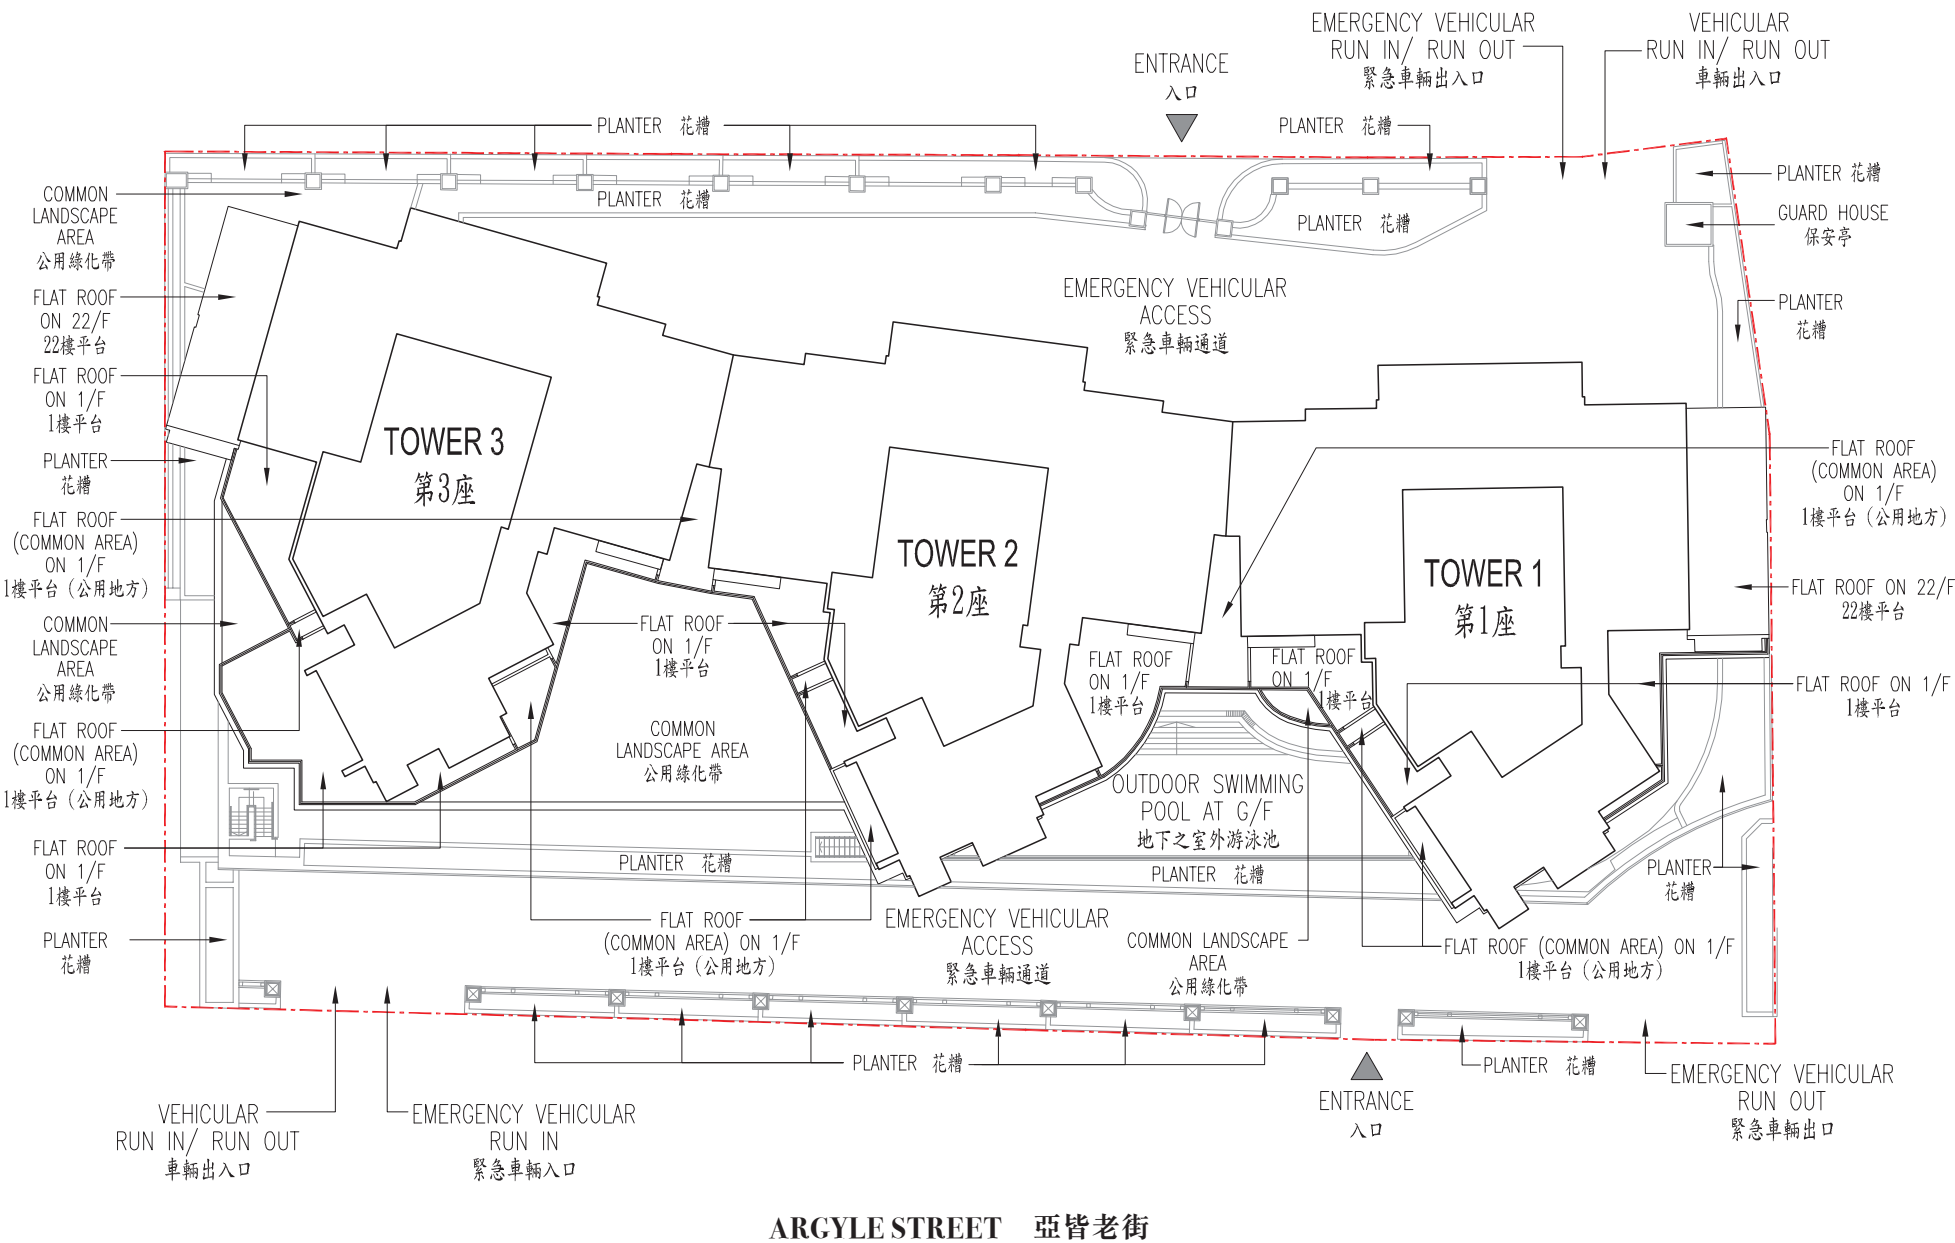 EMERGENCY VEHICULAR
RUN IN/ RUN OUT
緊急車輛出入口
VEHICULAR
RUN IN/ RUN OUT
車輛出入口
ENTRANCE
入口
PLANTER 花糟
PLANTER 花糟
PLANTER 花糟
PLANTER 花糟
PLANTER 花糟
GUARD HOUSE
保安亭
PLANTER
花糟
COMMON
LANDSCAPE
AREA
公用綠化帶
FLAT ROOF
ON 22/F
22樓平台
FLAT ROOF
ON 1/F
1樓平台
PLANTER
花糟
FLAT ROOF
(COMMON AREA)
ON 1/F
1樓平台 (公用地方)
COMMON
LANDSCAPE
AREA
公用綠化帶
FLAT ROOF
(COMMON AREA)
ON 1/F
1樓平台 (公用地方)
FLAT ROOF
ON 1/F
1樓平台
PLANTER
花糟
EMERGENCY VEHICULAR
ACCESS
緊急車輛通道
TOWER 3
第3座
TOWER 2
第2座
TOWER 1
第1座
FLAT ROOF
(COMMON AREA)
ON 1/F
1樓平台 (公用地方)
FLAT ROOF ON 22/F
22樓平台
FLAT ROOF ON 1/F
1樓平台
FLAT ROOF
ON 1/F
1樓平台
FLAT ROOF
ON 1/F
1樓平台
FLAT ROOF
ON 1/F
1樓平台
COMMON
LANDSCAPE AREA
公用綠化帶
OUTDOOR SWIMMING
POOL AT G/F
地下之室外游泳池
PLANTER 花糟
PLANTER 花糟
PLANTER
花糟
FLAT ROOF
(COMMON AREA) ON 1/F
1樓平台 (公用地方)
EMERGENCY VEHICULAR
ACCESS
緊急車輛通道
COMMON LANDSCAPE
AREA
公用綠化帶
FLAT ROOF (COMMON AREA) ON 1/F
1樓平台 (公用地方)
PLANTER 花糟
PLANTER 花糟
VEHICULAR
RUN IN/ RUN OUT
車輛出入口
EMERGENCY VEHICULAR
RUN IN
緊急車輛入口
ENTRANCE
入口
EMERGENCY VEHICULAR
RUN OUT
緊急車輛出口
ARGYLE STREET 亞皆老街